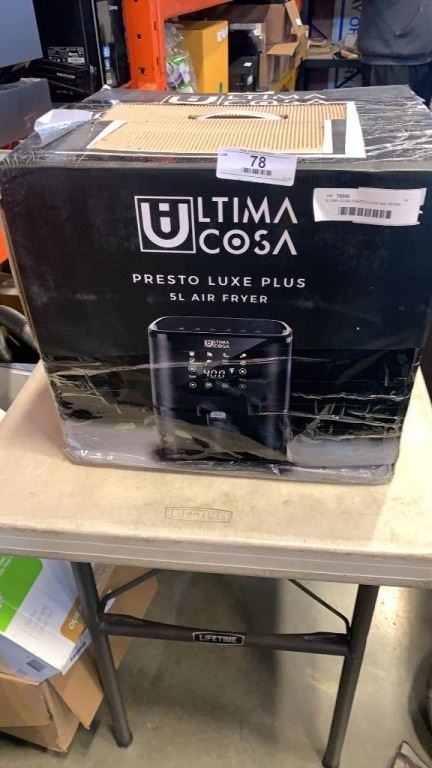 ULTIMA
78
ULTIMA
COSA
PRESTO LUXE PLUS
5L AIR FRYER
ULTIMA
COSA
400
F
LIFETIME
LIFETIME